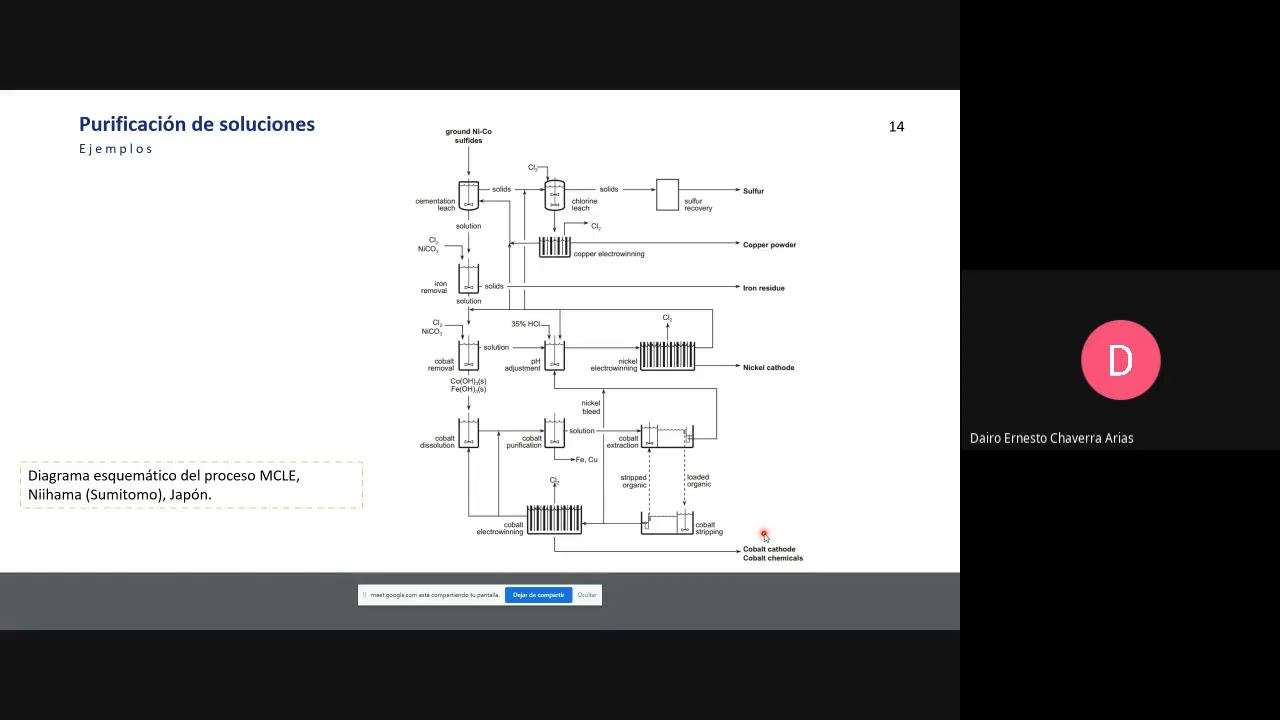 Purificación de soluciones
Ejemplos
14
ground Ni-Co
sulfides
Cl2
solids
solids
Sulfur
cementation
leach
chlorine
leach
sulfur
recovery
solution
Cl2
Cl2
NiCO3
Copper powder
copper electrowinning
iron
removal
solids
Iron residue
solution
Cl2
NiCO3
35% HCl
Cl2
solution
cobalt
removal
pH
adjustment
nickel
electrowinning
Nickel cathode
Co(OH)3(s)
Fe(OH)3(s)
nickel
bleed
solution
cobalt
dissolution
cobalt
purification
cobalt
extraction
Fe, Cu
Cl2
stripped
organic
loaded
organic
cobalt
electrowinning
cobalt
stripping
Cobalt cathode
Cobalt chemicals
Diagrama esquemático del proceso MCLE,
Niihama (Sumitomo), Japón.
meet.google.com está compartiendo tu pantalla.
Dejar de compartir
Ocultar
D
Dairo Ernesto Chaverra Arias